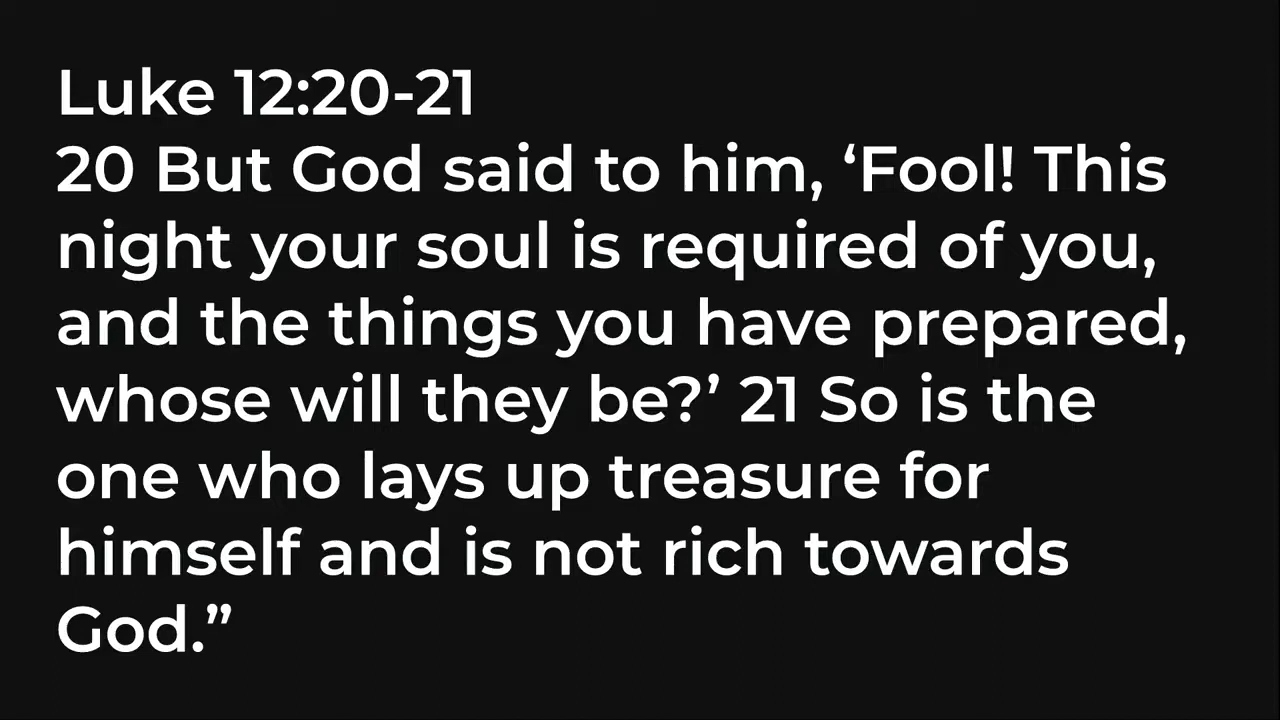 Luke 12:20-21
20 But God said to him, ‘Fool! This
night your soul is required of you,
and the things you have prepared,
whose will they be?’ 21 So is the
one who lays up treasure for
himself and is not rich towards
God.”